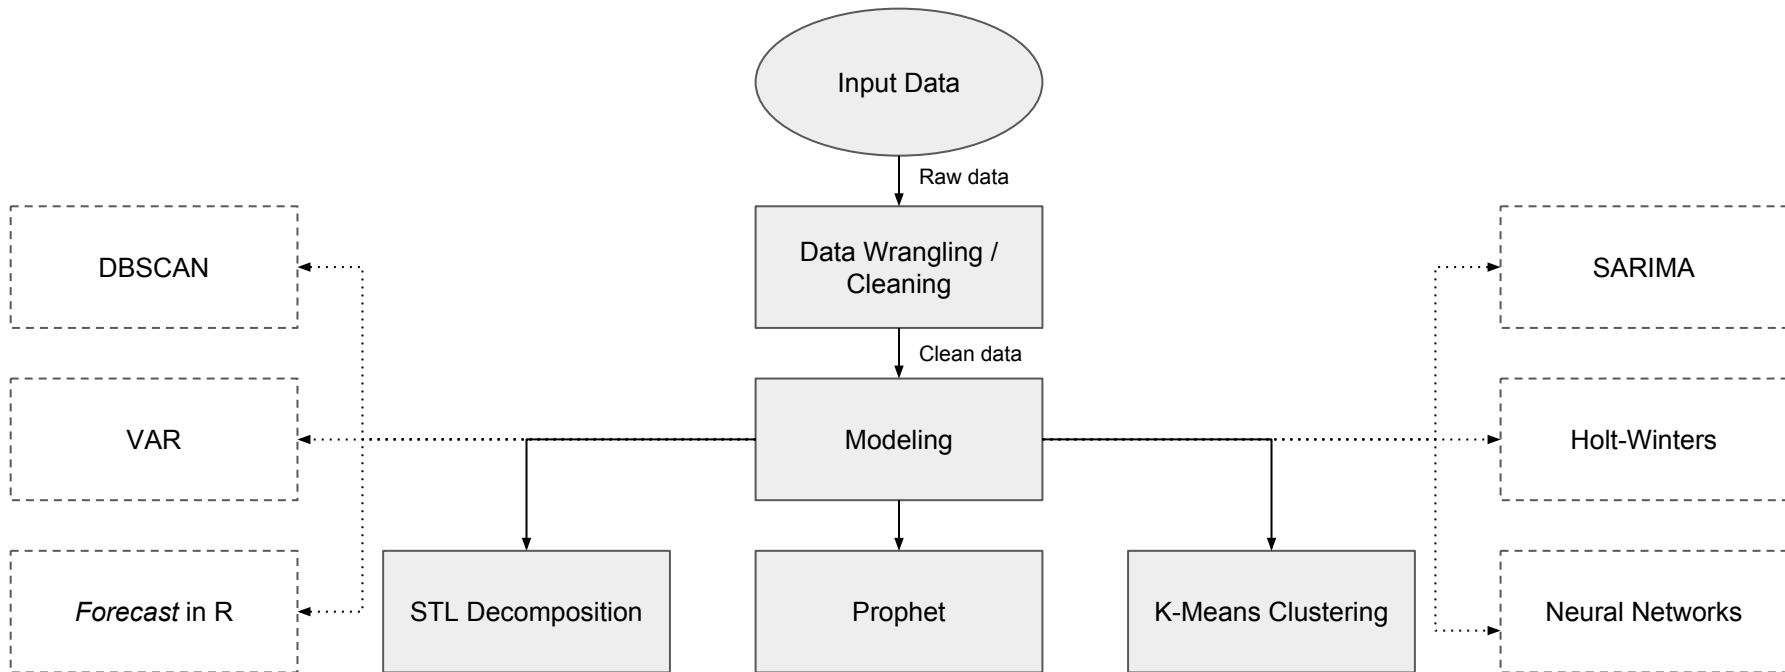 Input Data
Raw data
DBSCAN
Data Wrangling /
Cleaning
SARIMA
Clean data
VAR
Modeling
Holt-Winters
Forecast in R
STL Decomposition
Prophet
K-Means Clustering
Neural Networks